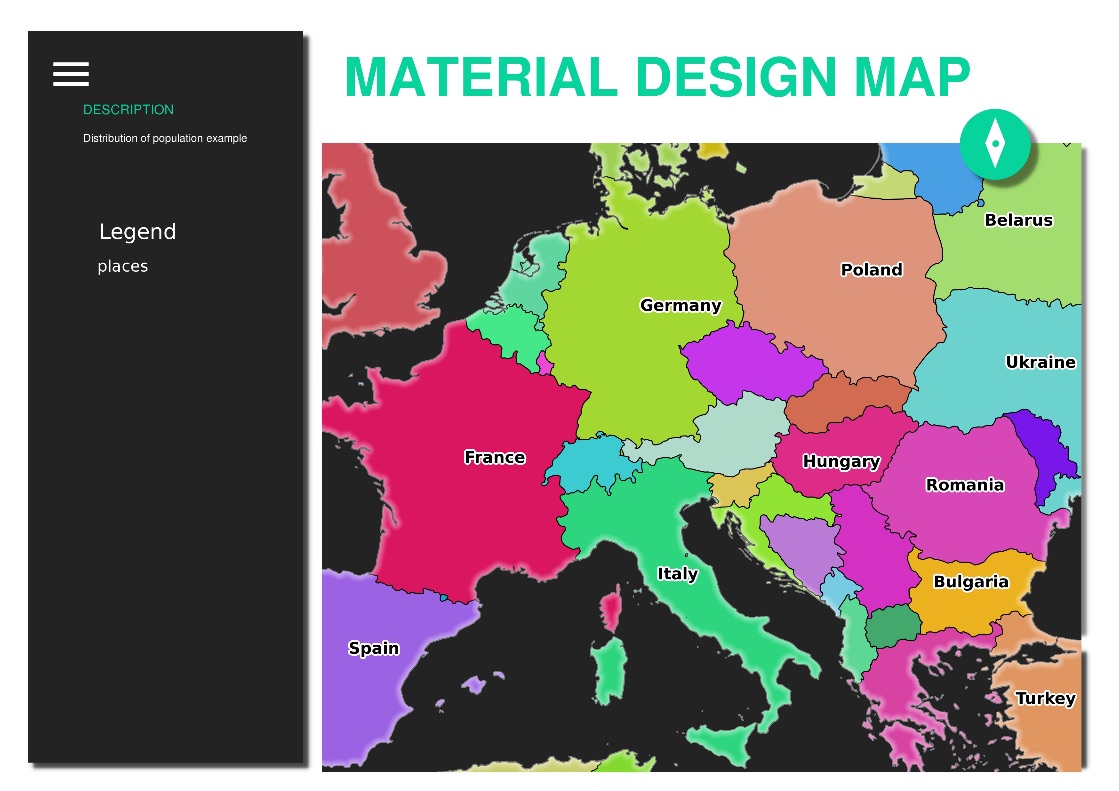 MATERIAL DESIGN MAP
DESCRIPTION
Distribution of population example
Legend
places
Belarus
Poland
Germany
Ukraine
France
Hungary
Romania
Italy
Bulgaria
Spain
Turkey